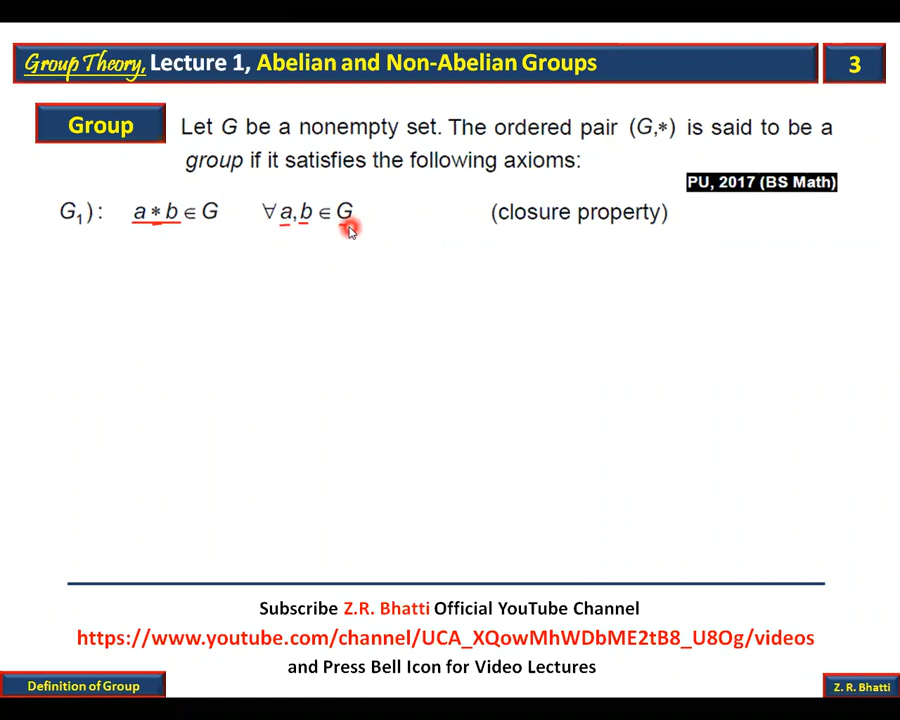 Group Theory, Lecture 1, Abelian and Non-Abelian Groups
3
Group
Let G be a nonempty set. The ordered pair (G,∗) is said to be a
group if it satisfies the following axioms:
PU, 2017 (BS Math)
G₁): a ∗ b ∈ G ∀ a, b ∈ G (closure property)
Subscribe Z.R. Bhatti Official YouTube Channel
https://www.youtube.com/channel/UCA_XQowMhWDbME2tB8_U8Og/videos
and Press Bell Icon for Video Lectures
Definition of Group
Z. R. Bhatti